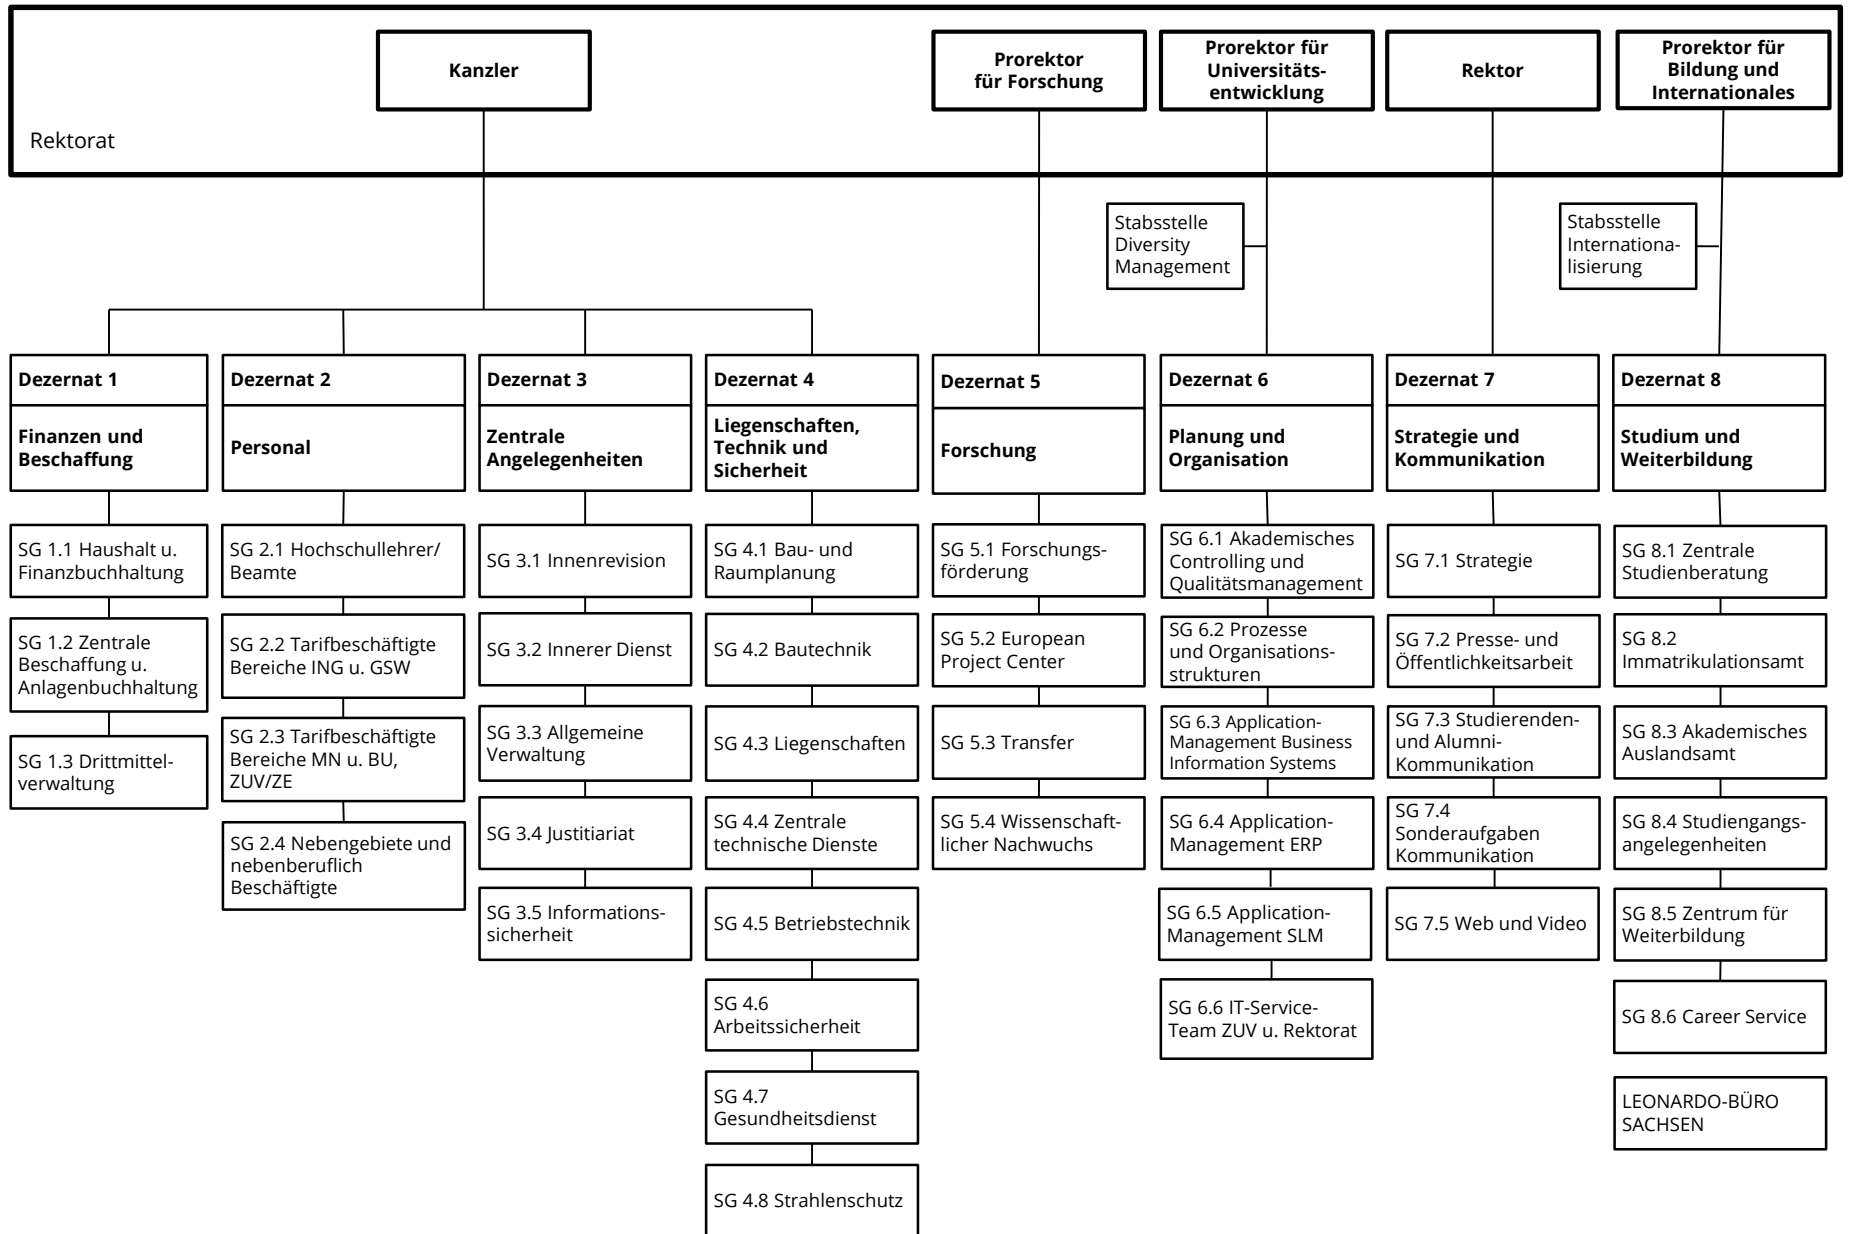 Kanzler
Prorektor
für Forschung
Prorektor für
Universitäts-
entwicklung
Rektor
Prorektor für
Bildung und
Internationales
Rektorat
Stabsstelle
Diversity
Management
Stabsstelle
Internationa-
lisierung
Dezernat 1
Finanzen und
Beschaffung
SG 1.1 Haushalt u.
Finanzbuchhaltung
SG 1.2 Zentrale
Beschaffung u.
Anlagenbuchhaltung
SG 1.3 Drittmittel-
verwaltung
Dezernat 2
Personal
SG 2.1 Hochschullehrer/
Beamte
SG 2.2 Tarifbeschäftigte
Bereiche ING u. GSW
SG 2.3 Tarifbeschäftigte
Bereiche MN u. BU,
ZUV/ZE
SG 2.4 Nebengebiete und
nebenberuflich
Beschäftigte
Dezernat 3
Zentrale
Angelegenheiten
SG 3.1 Innenrevision
SG 3.2 Innerer Dienst
SG 3.3 Allgemeine
Verwaltung
SG 3.4 Justitiariat
SG 3.5 Informations-
sicherheit
Dezernat 4
Liegenschaften,
Technik und
Sicherheit
SG 4.1 Bau- und
Raumplanung
SG 4.2 Bautechnik
SG 4.3 Liegenschaften
SG 4.4 Zentrale
technische Dienste
SG 4.5 Betriebstechnik
SG 4.6
Arbeitssicherheit
SG 4.7
Gesundheitsdienst
SG 4.8 Strahlenschutz
Dezernat 5
Forschung
SG 5.1 Forschungs-
förderung
SG 5.2 European
Project Center
SG 5.3 Transfer
SG 5.4 Wissenschaft-
licher Nachwuchs
Dezernat 6
Planung und
Organisation
SG 6.1 Akademisches
Controlling und
Qualitätsmanagement
SG 6.2 Prozesse
und Organisations-
strukturen
SG 6.3 Application-
Management Business
Information Systems
SG 6.4 Application-
Management ERP
SG 6.5 Application-
Management SLM
SG 6.6 IT-Service-
Team ZUV u. Rektorat
Dezernat 7
Strategie und
Kommunikation
SG 7.1 Strategie
SG 7.2 Presse- und
Öffentlichkeitsarbeit
SG 7.3 Studierenden-
und Alumni-
Kommunikation
SG 7.4
Sonderaufgaben
Kommunikation
SG 7.5 Web und Video
Dezernat 8
Studium und
Weiterbildung
SG 8.1 Zentrale
Studienberatung
SG 8.2
Immatrikulationsamt
SG 8.3 Akademisches
Auslandsamt
SG 8.4 Studiengangs-
angelegenheiten
SG 8.5 Zentrum für
Weiterbildung
SG 8.6 Career Service
LEONARDO-BÜRO
SACHSEN